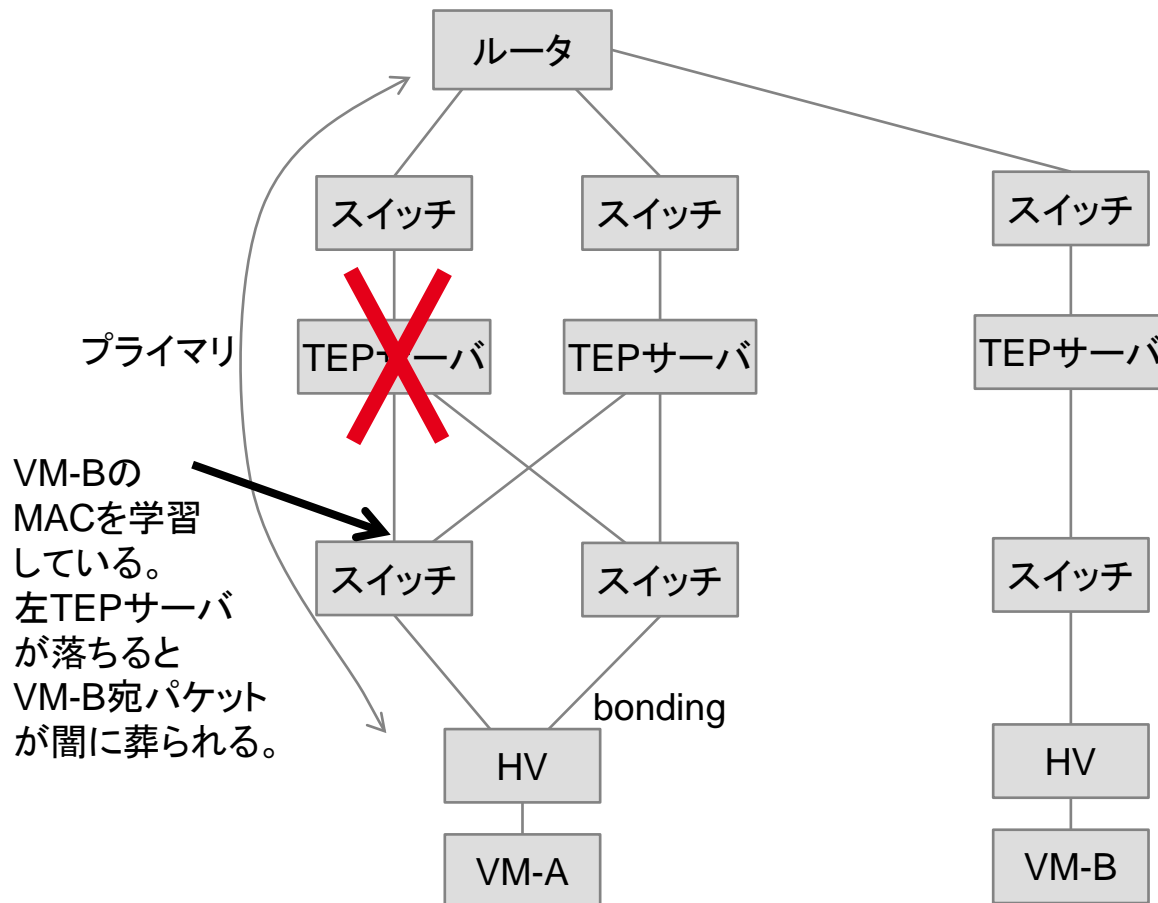 ルータ
スイッチ
スイッチ
スイッチ
プライマリ
TEPサーバ
TEPサーバ
TEPサーバ
VM-Bの
MACを学習
している。
左TEPサーバ
が落ちると
VM-B宛パケット
が闇に葬られる。
スイッチ
スイッチ
スイッチ
bonding
HV
HV
VM-A
VM-B